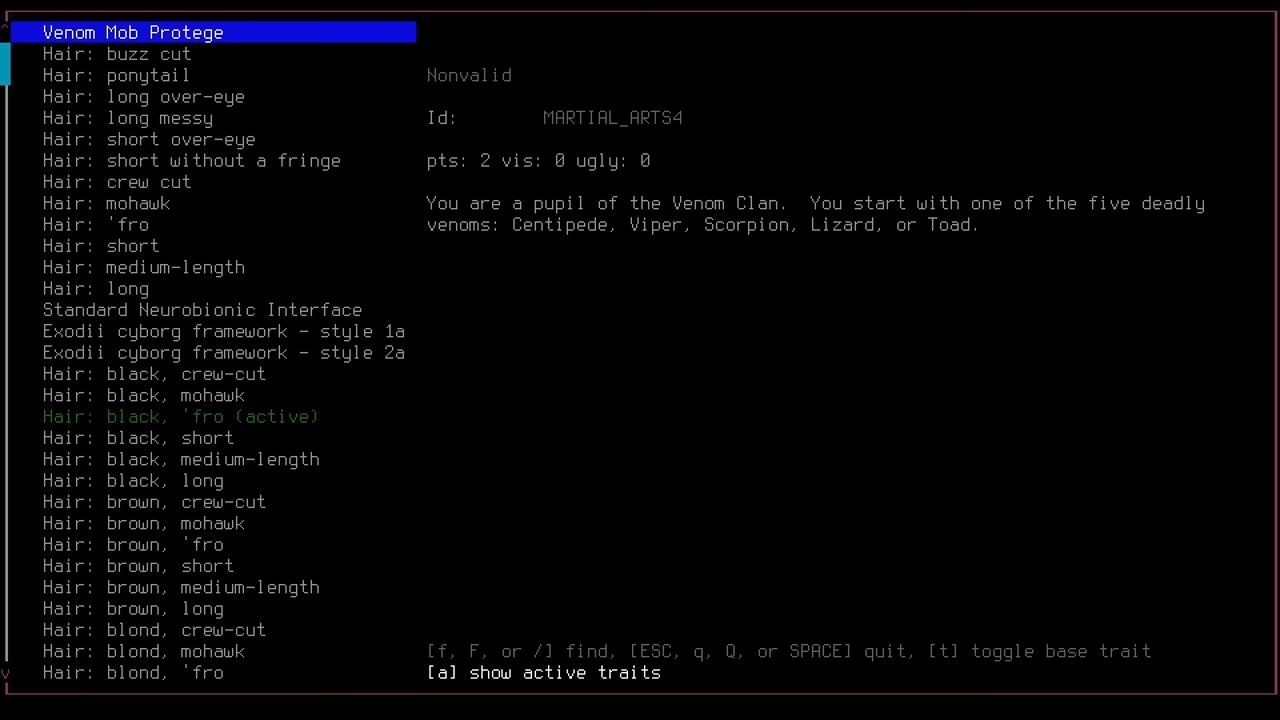 Venom Mob Protege
Hair: buzz cut
Hair: ponytail
Hair: long over-eye
Hair: long messy
Hair: short over-eye
Hair: short without a fringe
Hair: crew cut
Hair: mohawk
Hair: 'fro
Hair: short
Hair: medium-length
Hair: long
Standard Neurobionic Interface
Exodii cyborg framework - style 1a
Exodii cyborg framework - style 2a
Hair: black, crew-cut
Hair: black, mohawk
Hair: black, 'fro (active)
Hair: black, short
Hair: black, medium-length
Hair: black, long
Hair: brown, crew-cut
Hair: brown, mohawk
Hair: brown, 'fro
Hair: brown, short
Hair: brown, medium-length
Hair: brown, long
Hair: blond, crew-cut
Hair: blond, mohawk
Hair: blond, 'fro
Nonvalid
Id: MARTIAL_ARTS4
pts: 2 vis: 0 ugly: 0
You are a pupil of the Venom Clan.  You start with one of the five deadly
venoms: Centipede, Viper, Scorpion, Lizard, or Toad.
[f, F, or /] find, [ESC, q, Q, or SPACE] quit, [t] toggle base trait
[a] show active traits